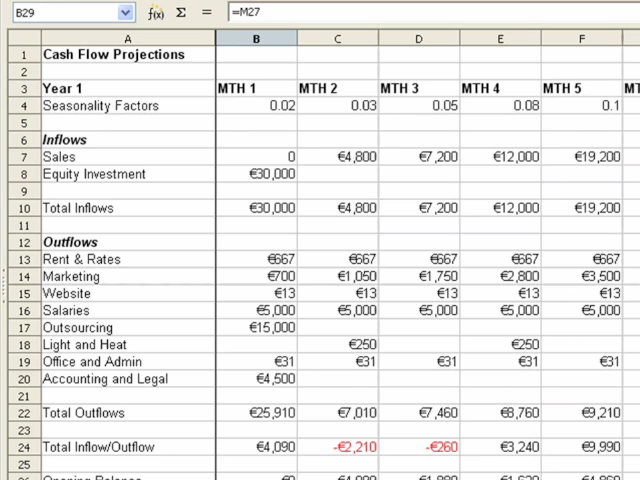 B29 f(x) Σ = =M27
A B C D E F
1 Cash Flow Projections
2
3 Year 1 MTH 1 MTH 2 MTH 3 MTH 4 MTH 5 MT
4 Seasonality Factors 0.02 0.03 0.05 0.08 0.1
5
6 Inflows
7 Sales 0 €4,800 €7,200 €12,000 €19,200
8 Equity Investment €30,000
9
10 Total Inflows €30,000 €4,800 €7,200 €12,000 €19,200
11
12 Outflows
13 Rent & Rates €667 €667 €667 €667 €667
14 Marketing €700 €1,050 €1,750 €2,800 €3,500
15 Website €13 €13 €13 €13 €13
16 Salaries €5,000 €5,000 €5,000 €5,000 €5,000
17 Outsourcing €15,000
18 Light and Heat €250 €250
19 Office and Admin €31 €31 €31 €31 €31
20 Accounting and Legal €4,500
21
22 Total Outflows €25,910 €7,010 €7,460 €8,760 €9,210
23
24 Total Inflow/Outflow €4,090 -€2,210 -€260 €3,240 €9,990
25
Opening Balance